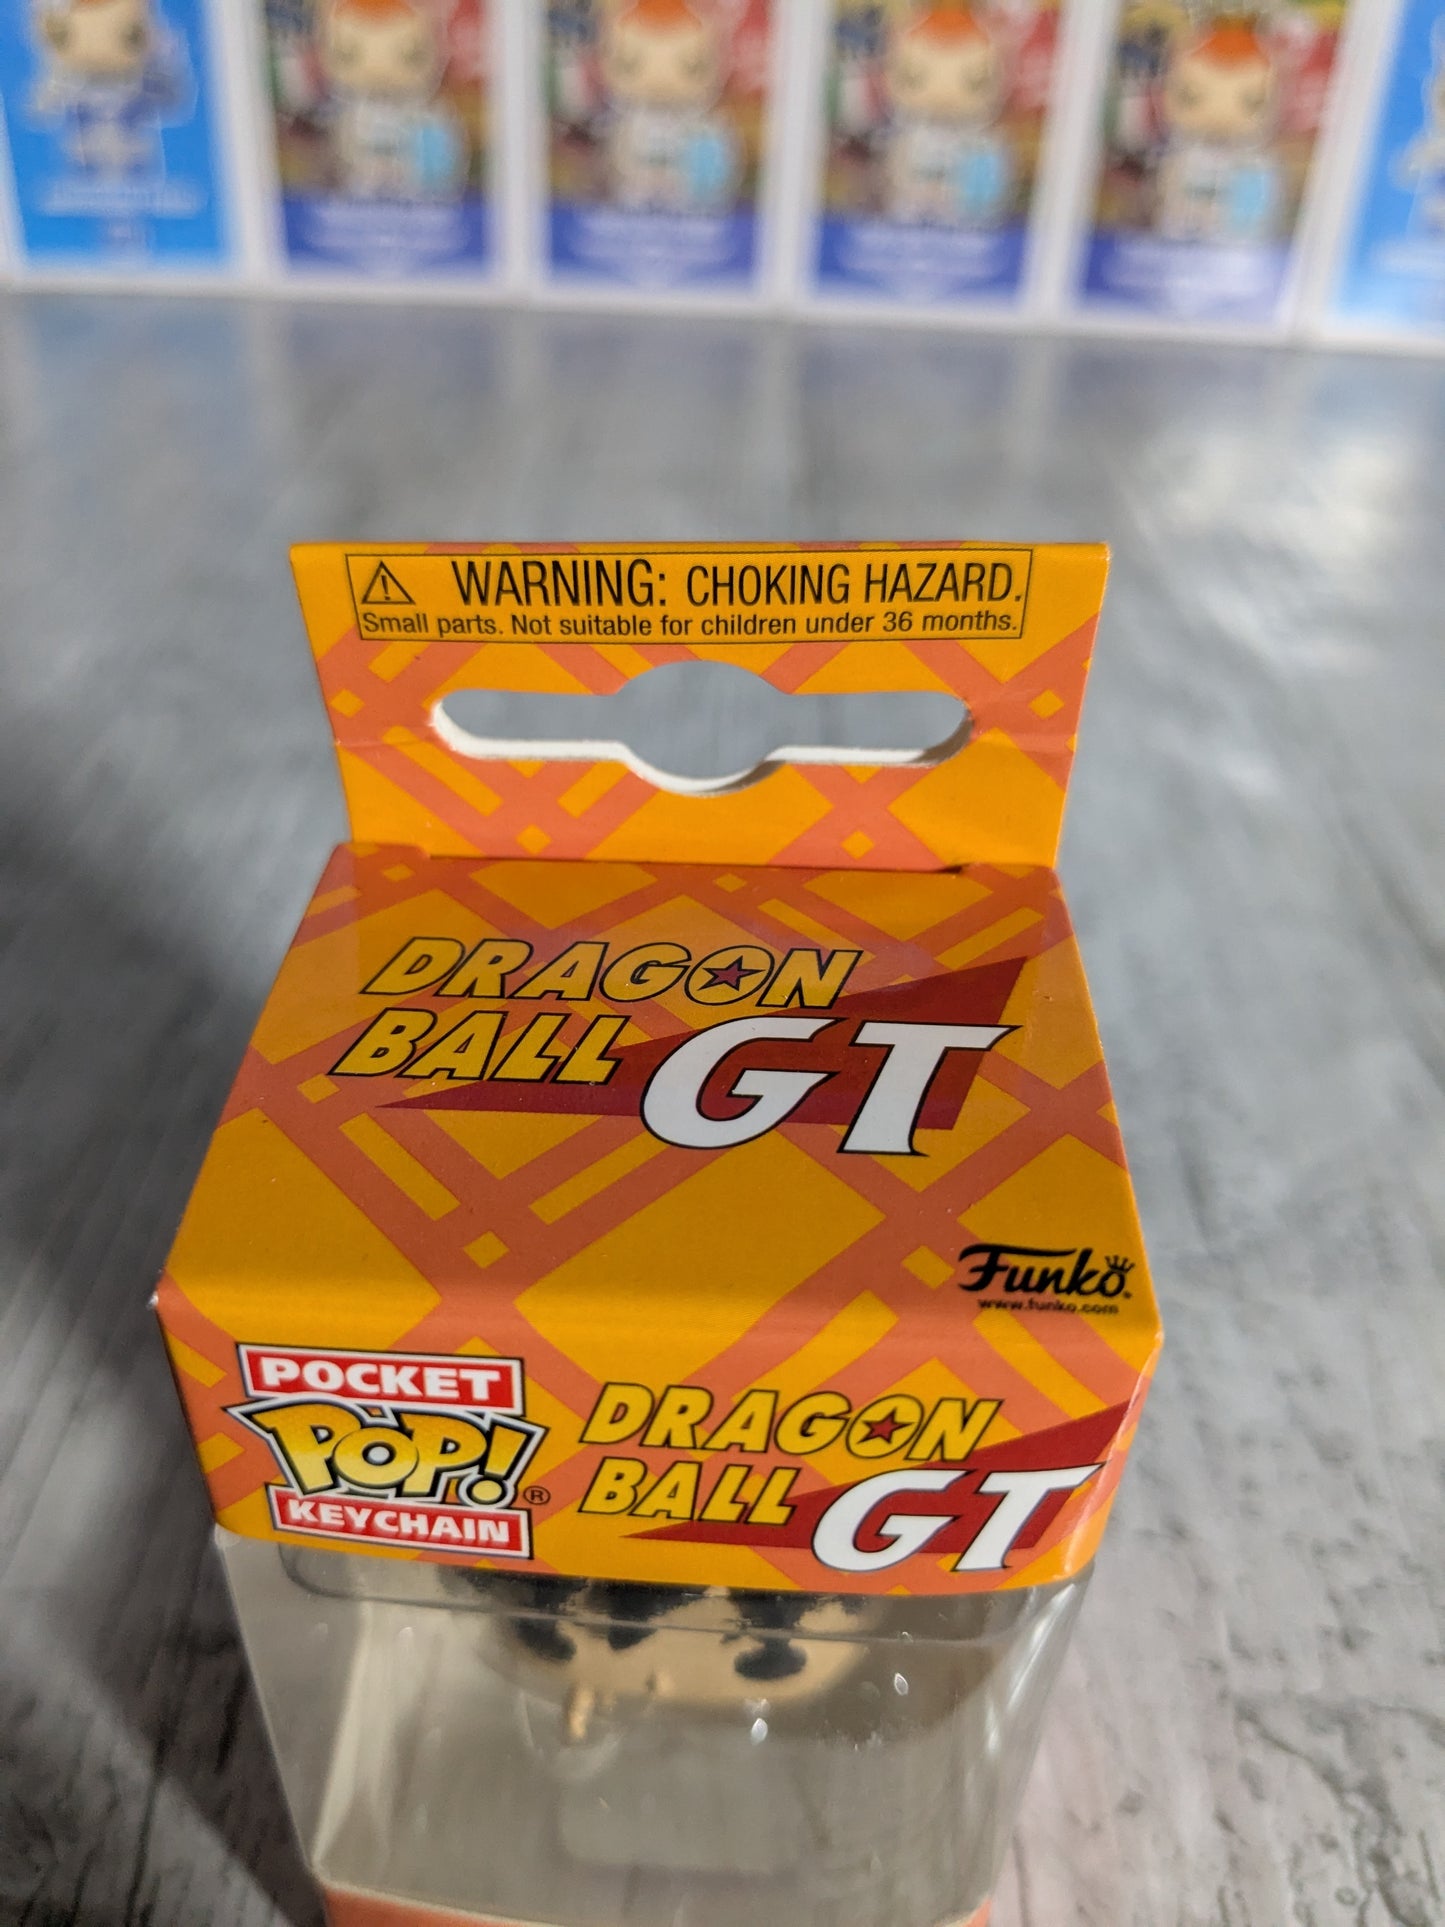 WARNING: CHOKING HAZARD.
Small parts. Not suitable for children under 36 months.
DRAGON
BALL GT
Funko
www.funko.com
POCKET
POP!®
KEYCHAIN
DRAGON
BALL GT